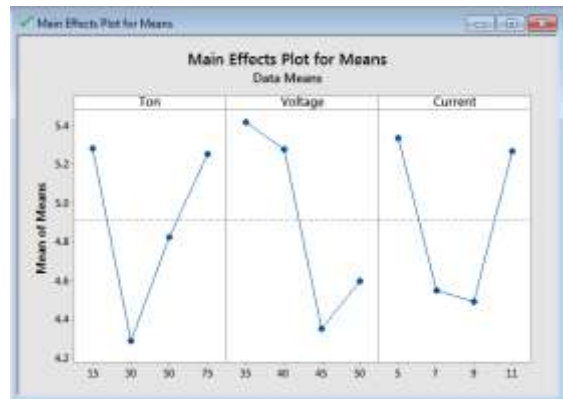 Main Effects Plot for Means
Main Effects Plot for Means
Data Means
Ton Voltage Current
5.4
5.2
5.0
4.8
4.6
4.4
4.2
Mean of Means
15 30 50 75 35 40 45 50 5 7 9 11